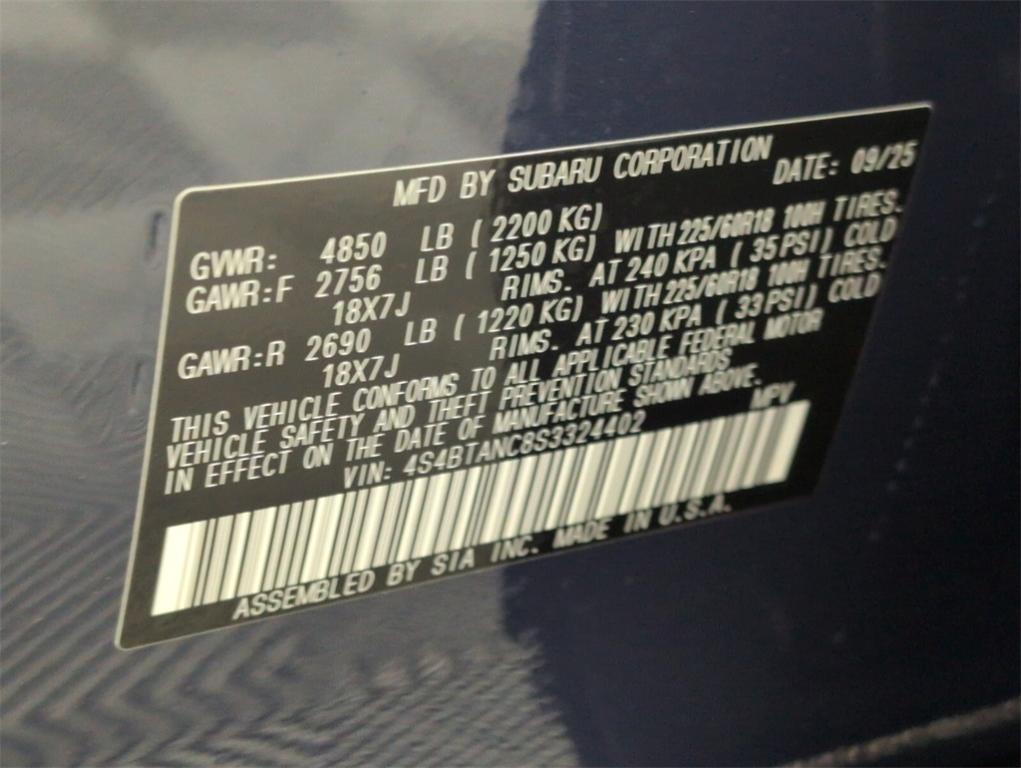 MFD BY SUBARU CORPORATION DATE: 09/25
GVWR: 4850 LB (2200 KG)
GAWR:F 2756 LB (1250 KG) WITH 225/60R18 100H TIRES.
18X7J RIMS. AT 240 KPA (35 PSI) COLD
GAWR:R 2690 LB (1220 KG) WITH 225/60R18 100H TIRES.
18X7J RIMS. AT 230 KPA (33 PSI) COLD
THIS VEHICLE CONFORMS TO ALL APPLICABLE FEDERAL MOTOR
VEHICLE SAFETY AND THEFT PREVENTION STANDARDS
IN EFFECT ON THE DATE OF MANUFACTURE SHOWN ABOVE.
VIN: 4S4BTANC8S3324402 MPV
ASSEMBLED BY SIA INC. MADE IN U.S.A.